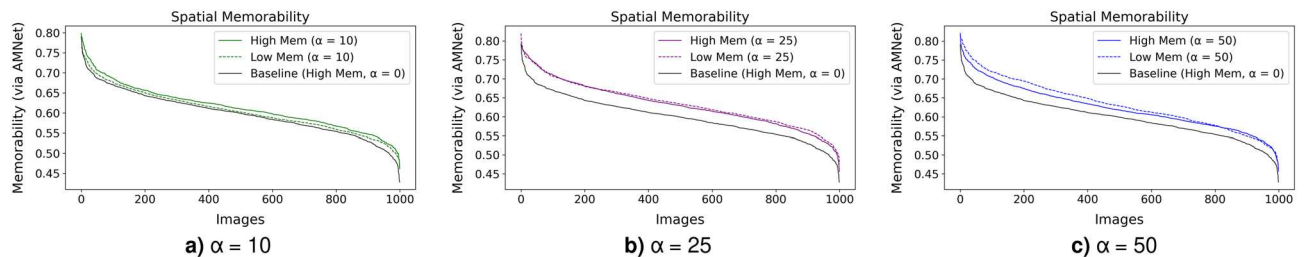 Spatial Memorability
Memorability (via AMNet)
0.80
0.75
0.70
0.65
0.60
0.55
0.50
0.45
High Mem (α = 10)
Low Mem (α = 10)
Baseline (High Mem, α = 0)
0 200 400 600 800 1000
Images
a) α = 10
Spatial Memorability
Memorability (via AMNet)
0.80
0.75
0.70
0.65
0.60
0.55
0.50
0.45
High Mem (α = 25)
Low Mem (α = 25)
Baseline (High Mem, α = 0)
0 200 400 600 800 1000
Images
b) α = 25
Spatial Memorability
Memorability (via AMNet)
0.80
0.75
0.70
0.65
0.60
0.55
0.50
0.45
High Mem (α = 50)
Low Mem (α = 50)
Baseline (High Mem, α = 0)
0 200 400 600 800 1000
Images
c) α = 50